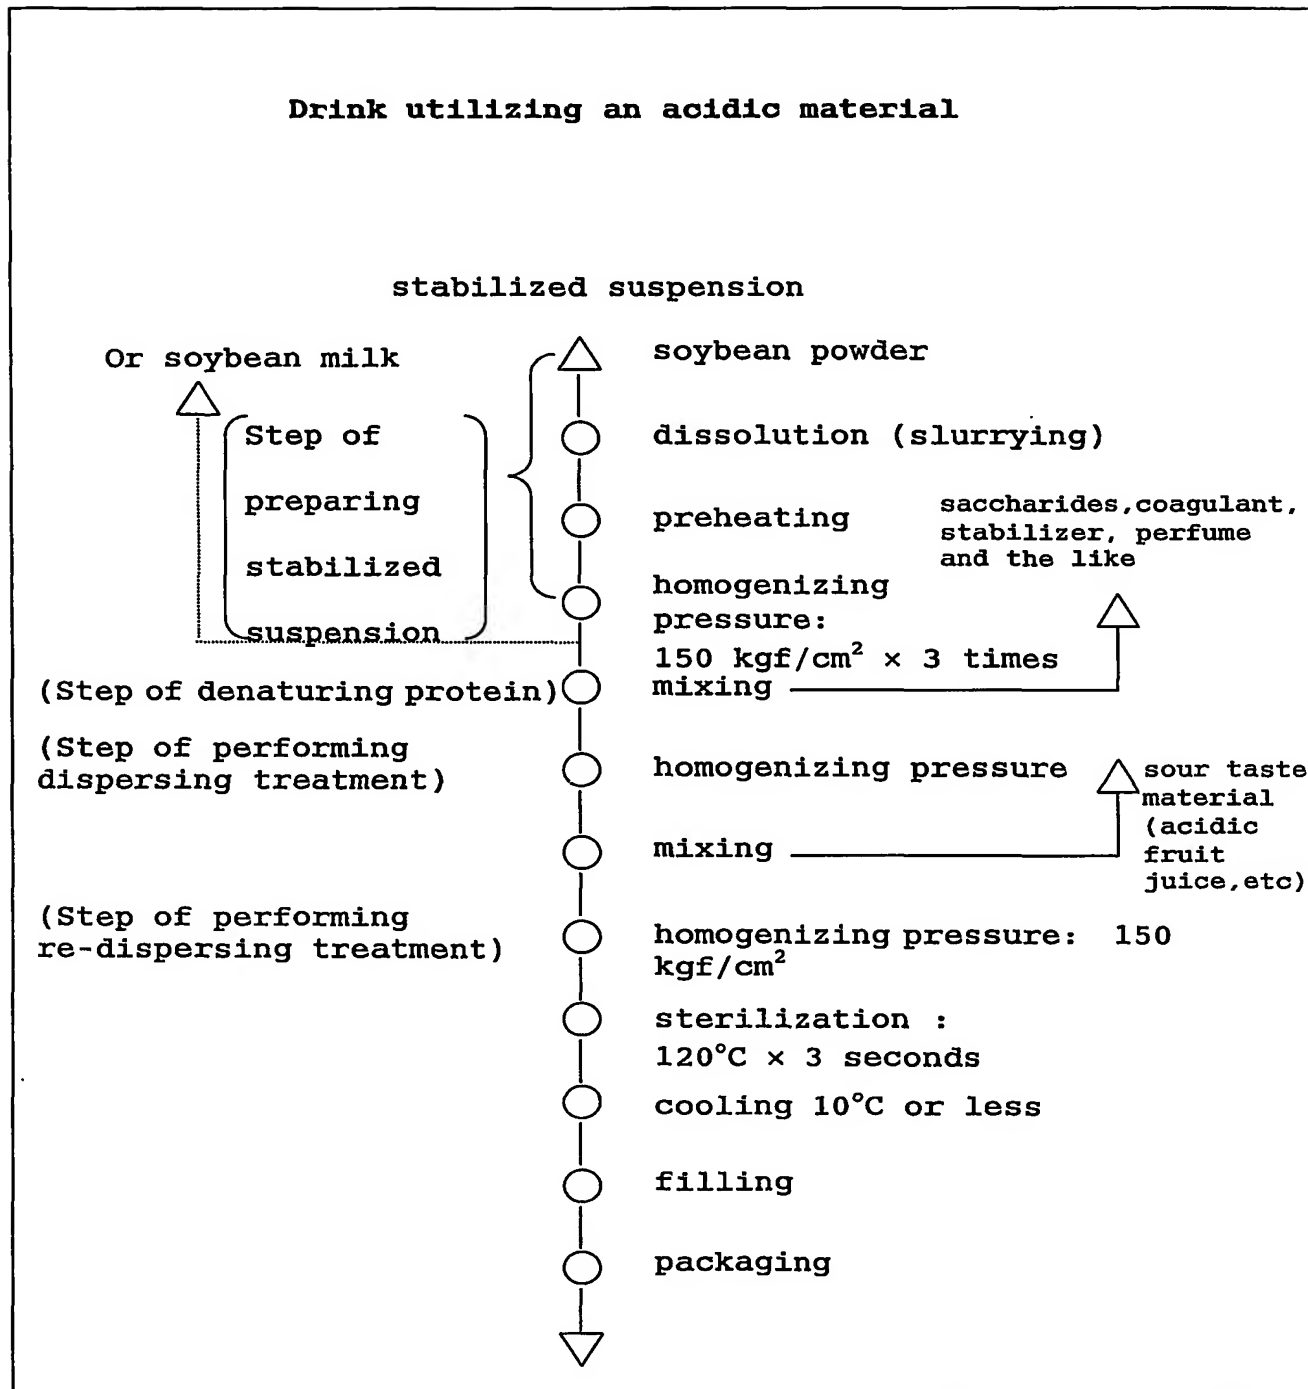 Drink utilizing an acidic material
stabilized suspension
Or soybean milk
soybean powder
Step of
preparing
stabilized
suspension
dissolution (slurrying)
preheating
saccharides,coagulant,
stabilizer, perfume
and the like
homogenizing
pressure:
150 kgf/cm² × 3 times
(Step of denaturing protein)
mixing
(Step of performing
dispersing treatment)
homogenizing pressure
sour taste
material
(acidic
fruit
juice,etc)
mixing
(Step of performing
re-dispersing treatment)
homogenizing pressure: 150
kgf/cm²
sterilization :
120°C × 3 seconds
cooling 10°C or less
filling
packaging